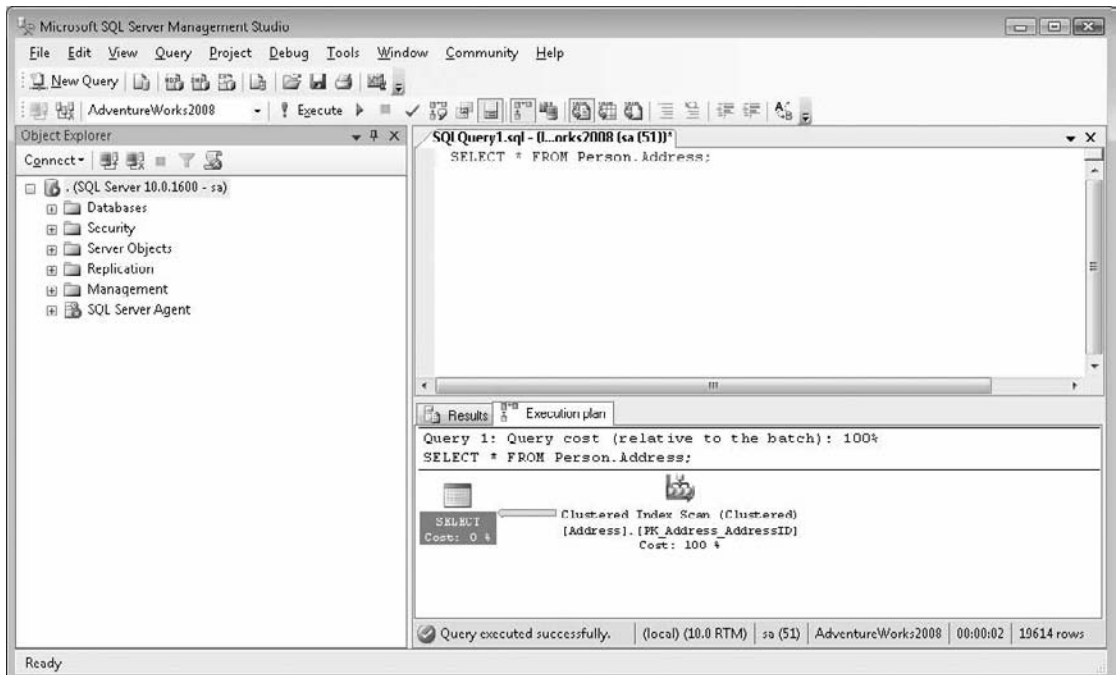 Microsoft SQL Server Management Studio
File Edit View Query Project Debug Tools Window Community Help
New Query
AdventureWorks2008 Execute
Object Explorer
Connect
. (SQL Server 10.0.1600 - sa)
Databases
Security
Server Objects
Replication
Management
SQL Server Agent
SQLQuery1.sql - (l...orks2008 (sa (51))*
SELECT * FROM Person.Address;
Results Execution plan
Query 1: Query cost (relative to the batch): 100%
SELECT * FROM Person.Address;
SELECT
Cost: 0 %
Clustered Index Scan (Clustered)
[Address].[PK_Address_AddressID]
Cost: 100 %
Query executed successfully. (local) (10.0 RTM) sa (51) AdventureWorks2008 00:00:02 19614 rows
Ready